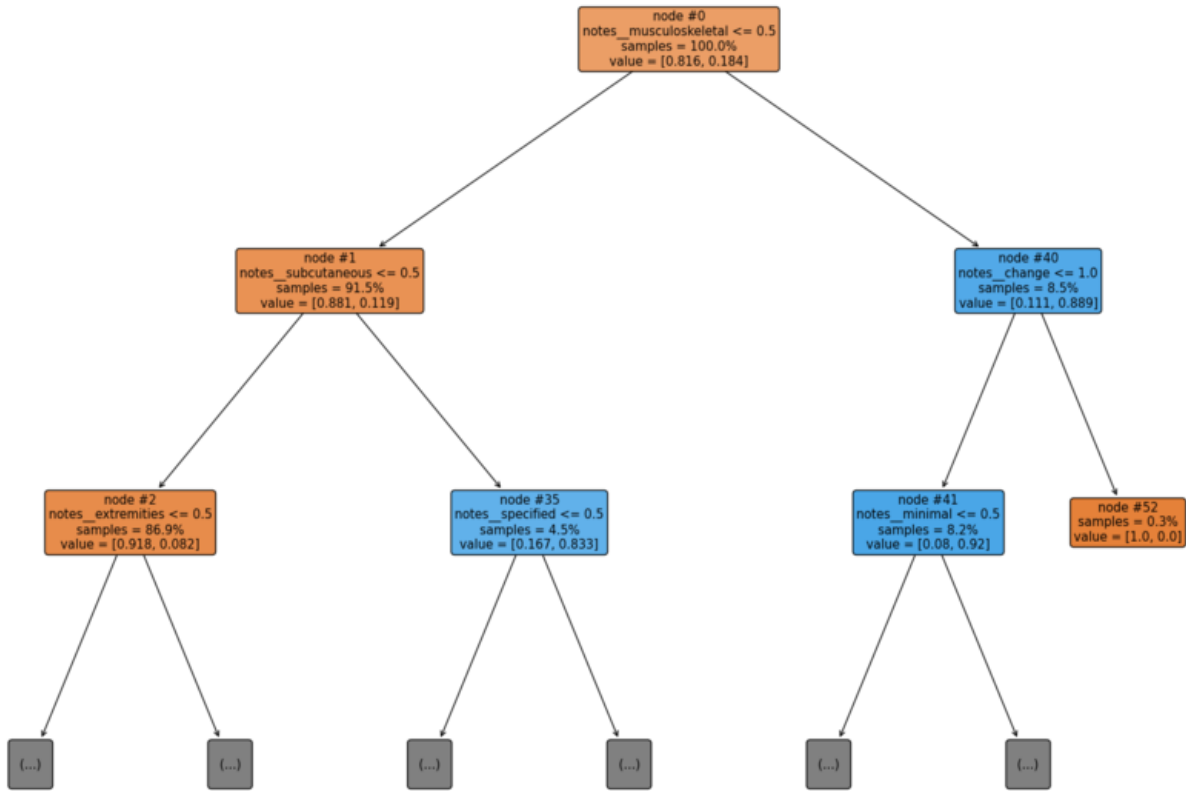 node #0
notes__musculoskeletal <= 0.5
samples = 100.0%
value = [0.816, 0.184]
node #1
notes__subcutaneous <= 0.5
samples = 91.5%
value = [0.881, 0.119]
node #40
notes__change <= 1.0
samples = 8.5%
value = [0.111, 0.889]
node #2
notes__extremities <= 0.5
samples = 86.9%
value = [0.918, 0.082]
node #35
notes__specified <= 0.5
samples = 4.5%
value = [0.167, 0.833]
node #41
notes__minimal <= 0.5
samples = 8.2%
value = [0.08, 0.92]
node #52
samples = 0.3%
value = [1.0, 0.0]
(...)
(...)
(...)
(...)
(...)
(...)